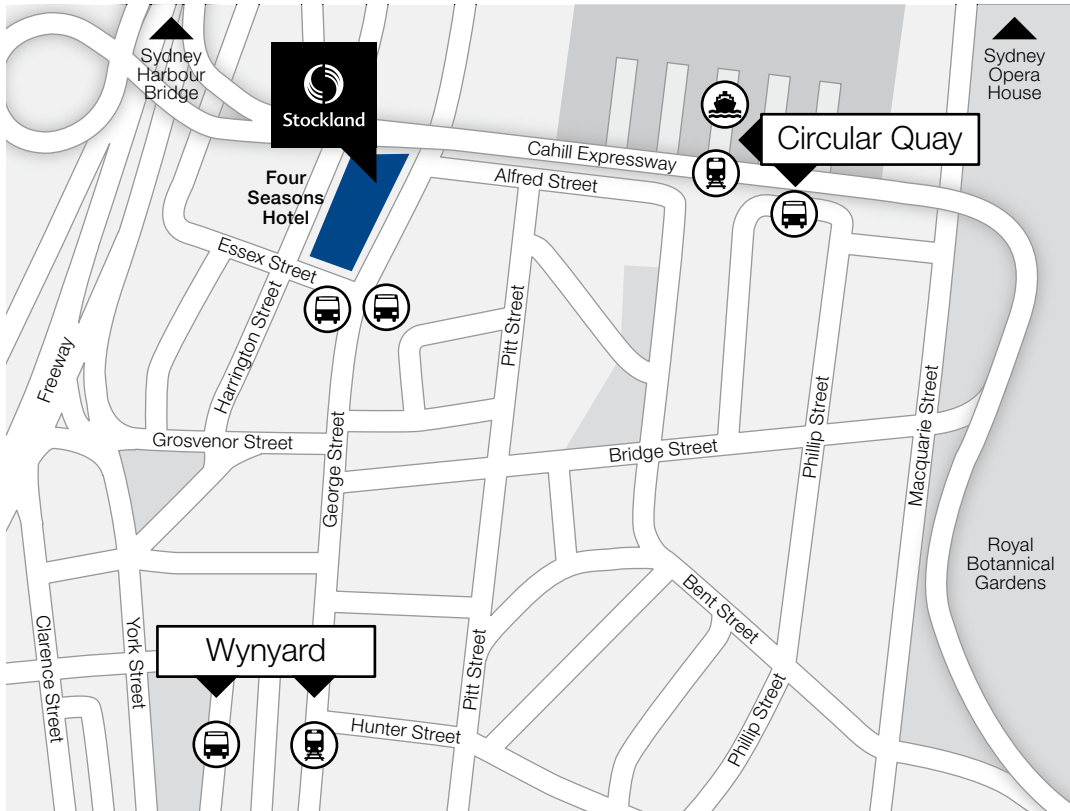 Sydney
Harbour
Bridge
Stockland
Sydney
Opera
House
Circular Quay
Cahill Expressway
Alfred Street
Four
Seasons
Hotel
Essex Street
Harrington Street
Pitt Street
Freeway
Grosvenor Street
George Street
Bridge Street
Phillip Street
Macquarie Street
Royal
Botannical
Gardens
Bent Street
Clarence Street
York Street
Wynyard
Pitt Street
Hunter Street
Phillip Street